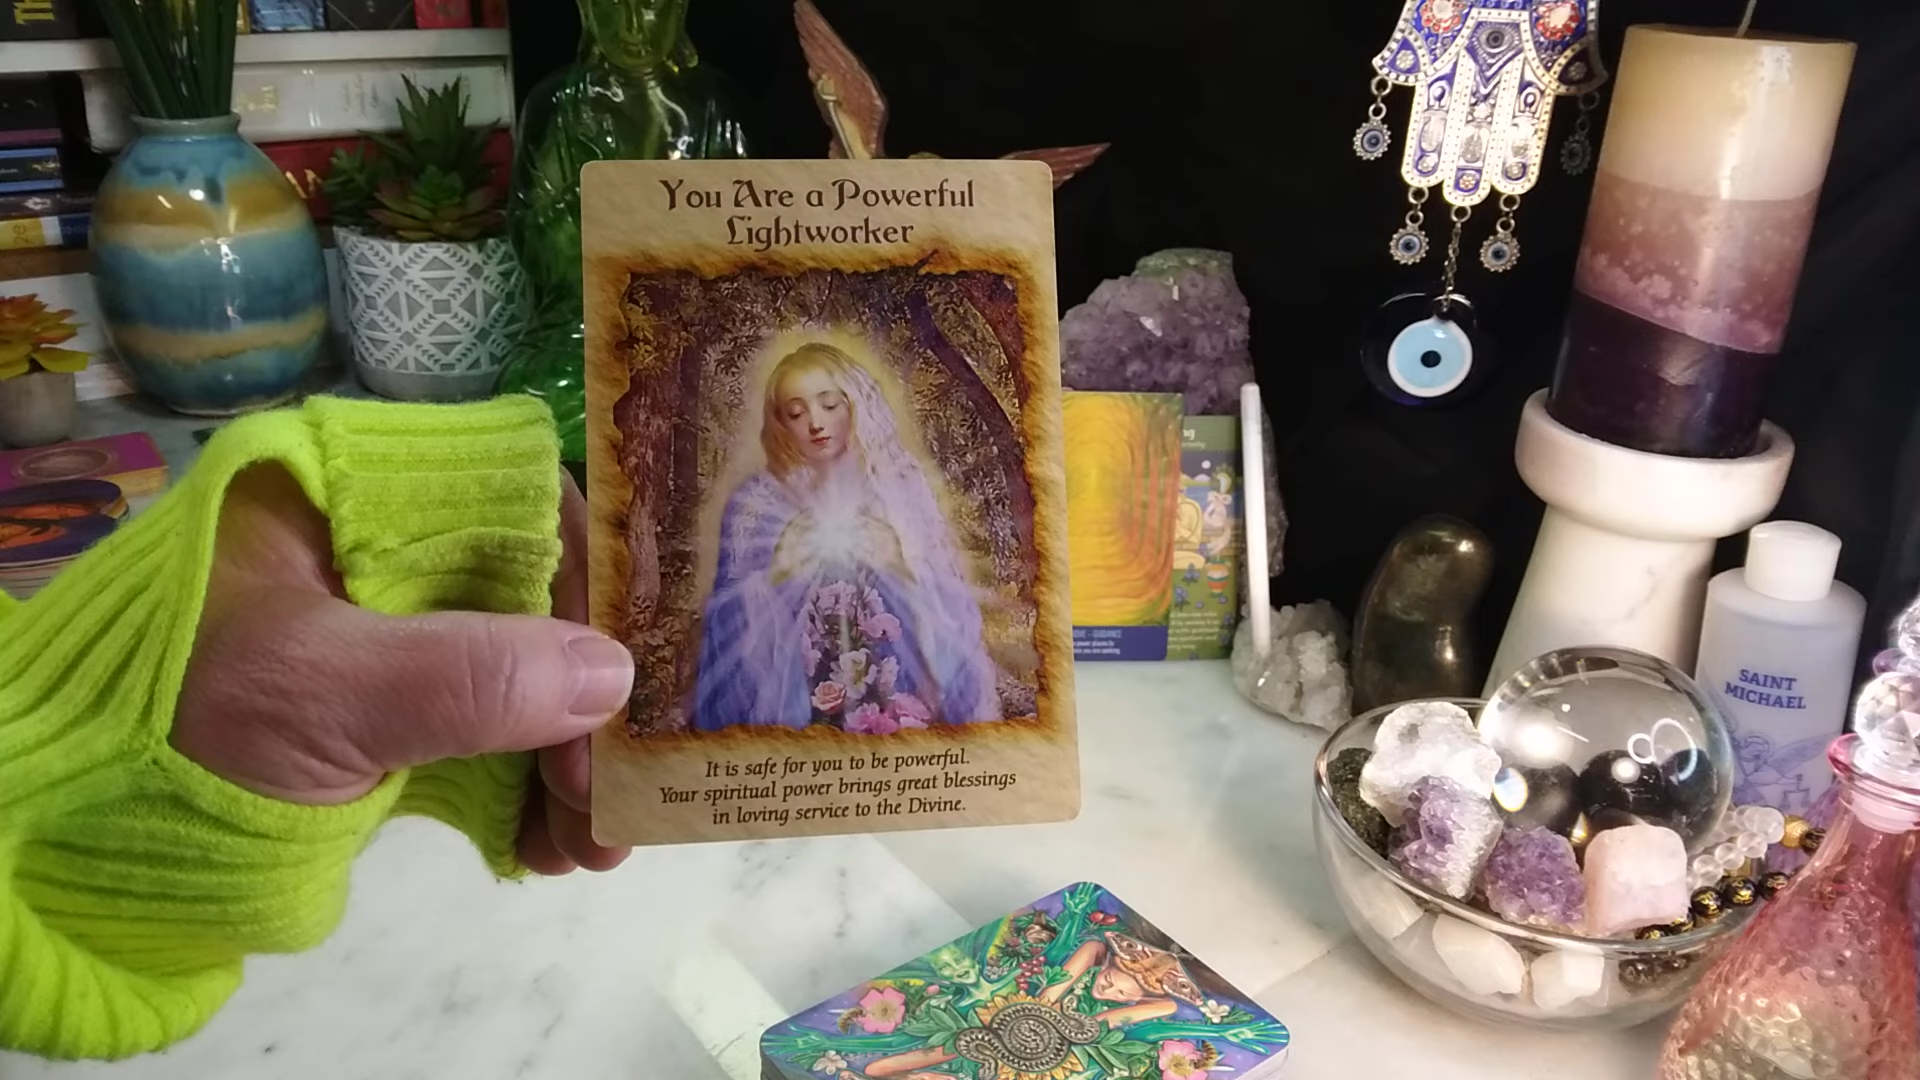 You Are a Powerful
Lightworker
It is safe for you to be powerful.
Your spiritual power brings great blessings
in loving service to the Divine.
SAINT
MICHAEL